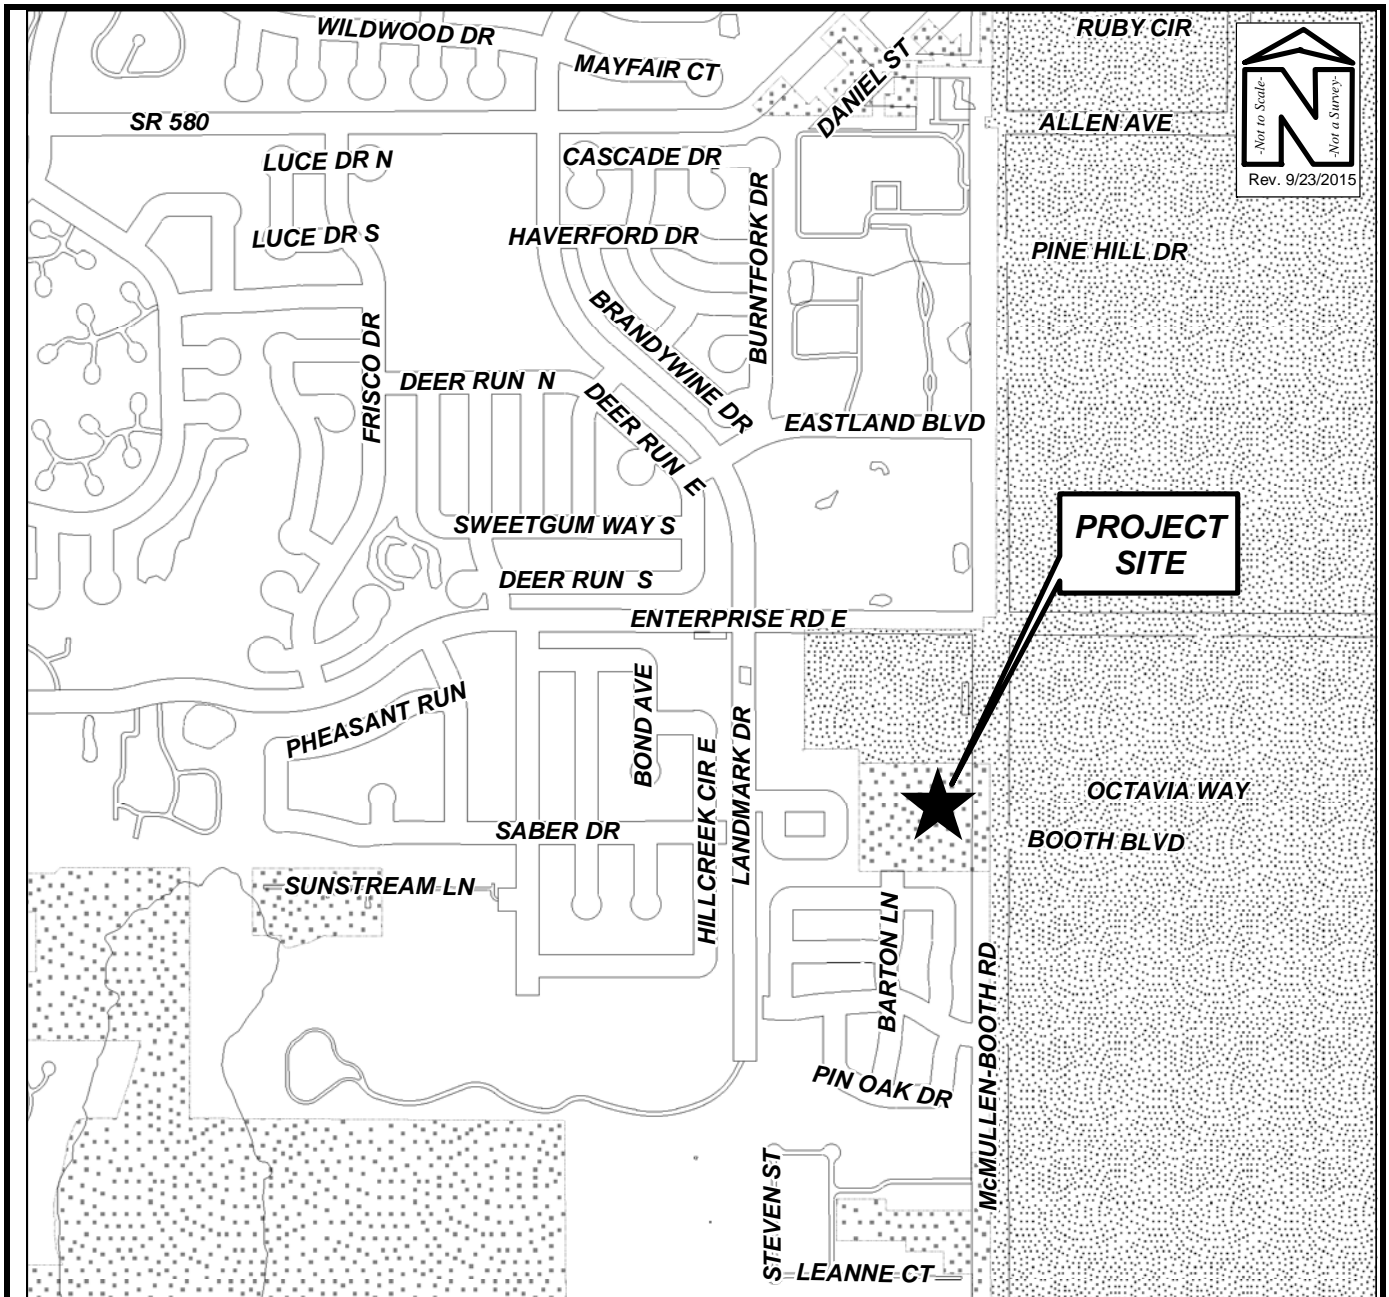 WILDWOOD DR
RUBY CIR
MAYFAIR CT
DANIEL ST
-Not to Scale-
N
-Not a Survey-
Rev. 9/23/2015
SR 580
ALLEN AVE
LUCE DR N
CASCADE DR
BURNTFORK DR
LUCE DR S
HAVERFORD DR
PINE HILL DR
BRANDYWINE DR
FRISCO DR
DEER RUN N
DEER RUN E
EASTLAND BLVD
SWEETGUM WAY S
PROJECT
SITE
DEER RUN S
ENTERPRISE RD E
PHEASANT RUN
BOND AVE
HILLCREEK CIR E
LANDMARK DR
OCTAVIA WAY
SABER DR
BOOTH BLVD
SUNSTREAM LN
BARTON LN
McMULLEN-BOOTH RD
PIN OAK DR
STEVEN ST
LEANNE CT